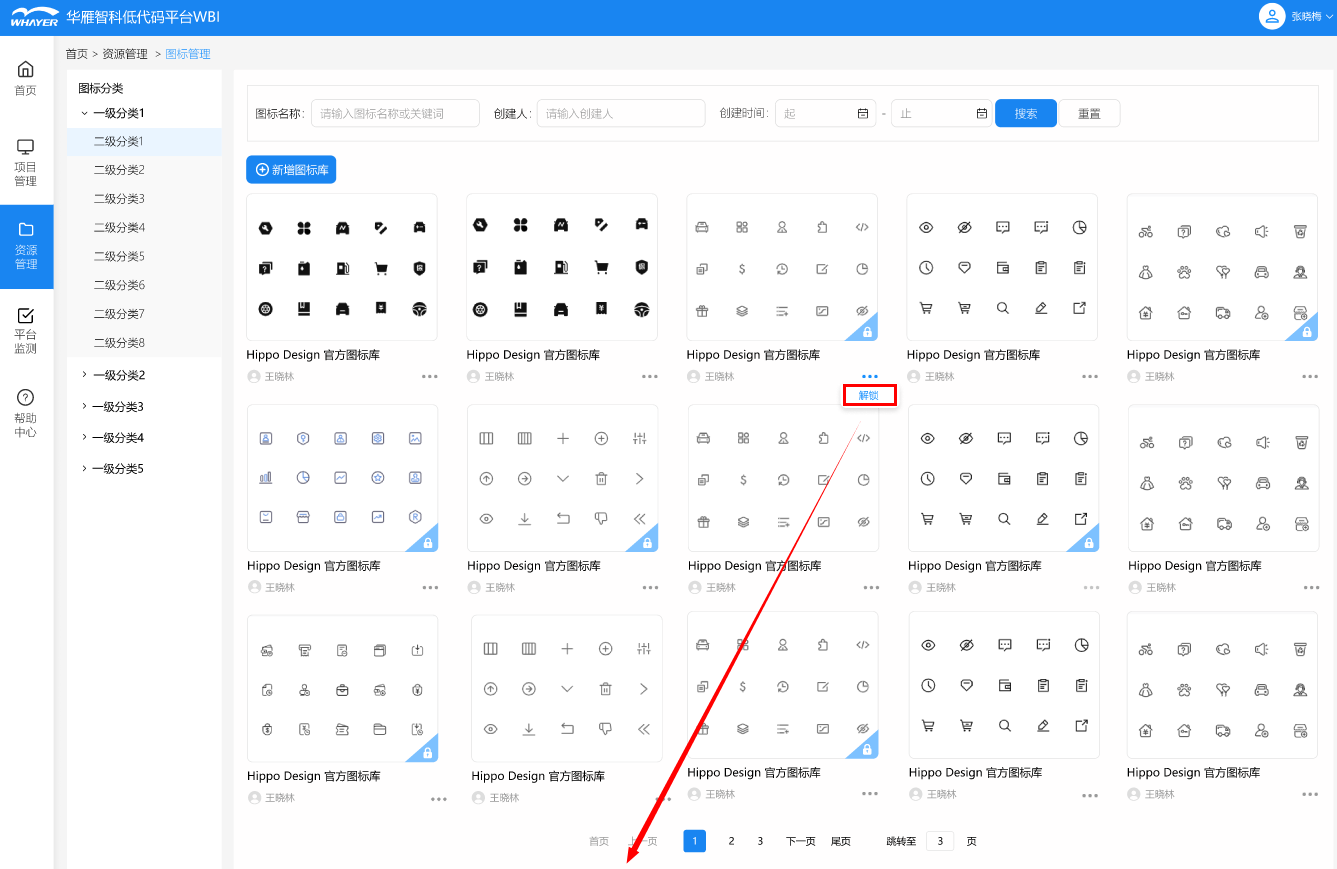 WHAYER 华雁智科低代码平台WBI
张晓梅
首页 > 资源管理 > 图标管理
首页
项目
管理
资源
管理
平台
监测
帮助
中心
图标分类
一级分类1
二级分类1
二级分类2
二级分类3
二级分类4
二级分类5
二级分类6
二级分类7
二级分类8
一级分类2
一级分类3
一级分类4
一级分类5
图标名称: 请输入图标名称或关键词 创建人: 请输入创建人 创建时间: 起 - 止 搜索 重置
新增图标库
Hippo Design 官方图标库 Hippo Design 官方图标库 Hippo Design 官方图标库 Hippo Design 官方图标库 Hippo Design 官方图标库
王晓林 王晓林 王晓林 王晓林 王晓林
解锁
Hippo Design 官方图标库 Hippo Design 官方图标库 Hippo Design 官方图标库 Hippo Design 官方图标库 Hippo Design 官方图标库
王晓林 王晓林 王晓林 王晓林 王晓林
Hippo Design 官方图标库 Hippo Design 官方图标库 Hippo Design 官方图标库 Hippo Design 官方图标库 Hippo Design 官方图标库
王晓林 王晓林 王晓林 王晓林 王晓林
首页 上一页 1 2 3 下一页 尾页 跳转至 3 页